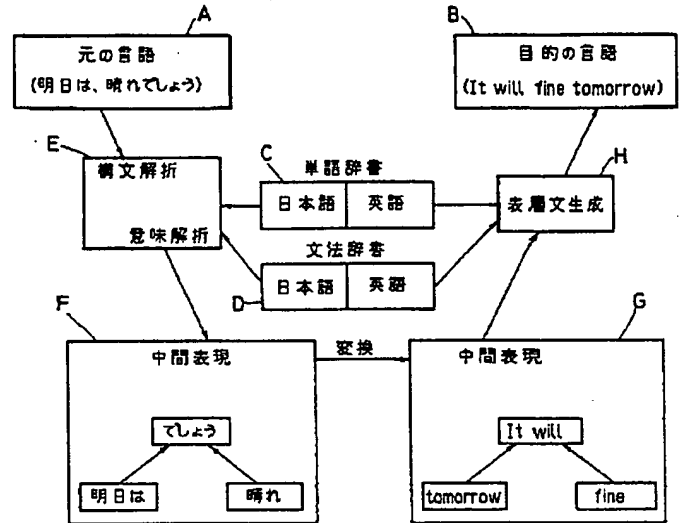 A
元の言語
(明日は、晴れでしょう)
B
目的の言語
(It will fine tomorrow)
E
構文解折
意味解折
C
単語辞書
日本語 英語
文法辞書
D
日本語 英語
H
表層文生成
F
中間表現
でしょう
明日は 晴れ
変換
G
中間表現
It will
tomorrow fine